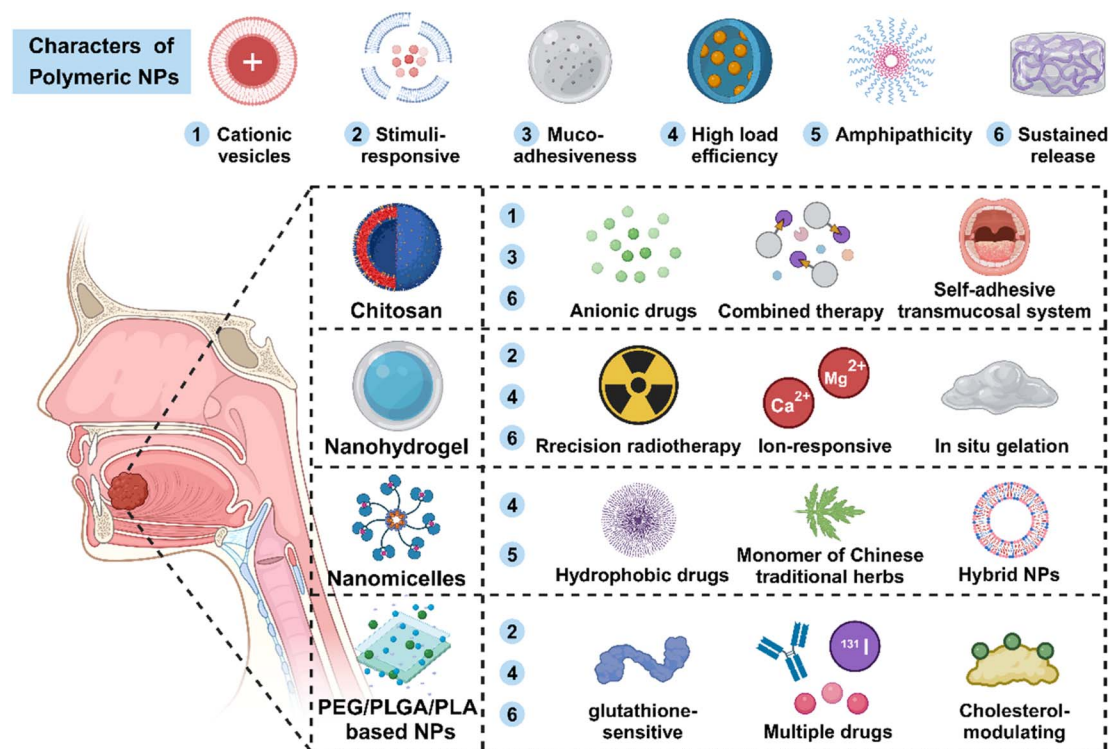 Characters of
Polymeric NPs
+
1 Cationic
vesicles
2 Stimuli-
responsive
3 Muco-
adhesiveness
4 High load
efficiency
5 Amphipathicity
6 Sustained
release
Chitosan
1
3
6
Anionic drugs
Combined therapy
Self-adhesive
transmucosal system
Nanohydrogel
2
4
6
Rrecision radiotherapy
Ca2+
Mg2+
Ion-responsive
In situ gelation
Nanomicelles
4
5
Hydrophobic drugs
Monomer of Chinese
traditional herbs
Hybrid NPs
PEG/PLGA/PLA
based NPs
2
4
6
glutathione-
sensitive
131 I
Multiple drugs
Cholesterol-
modulating